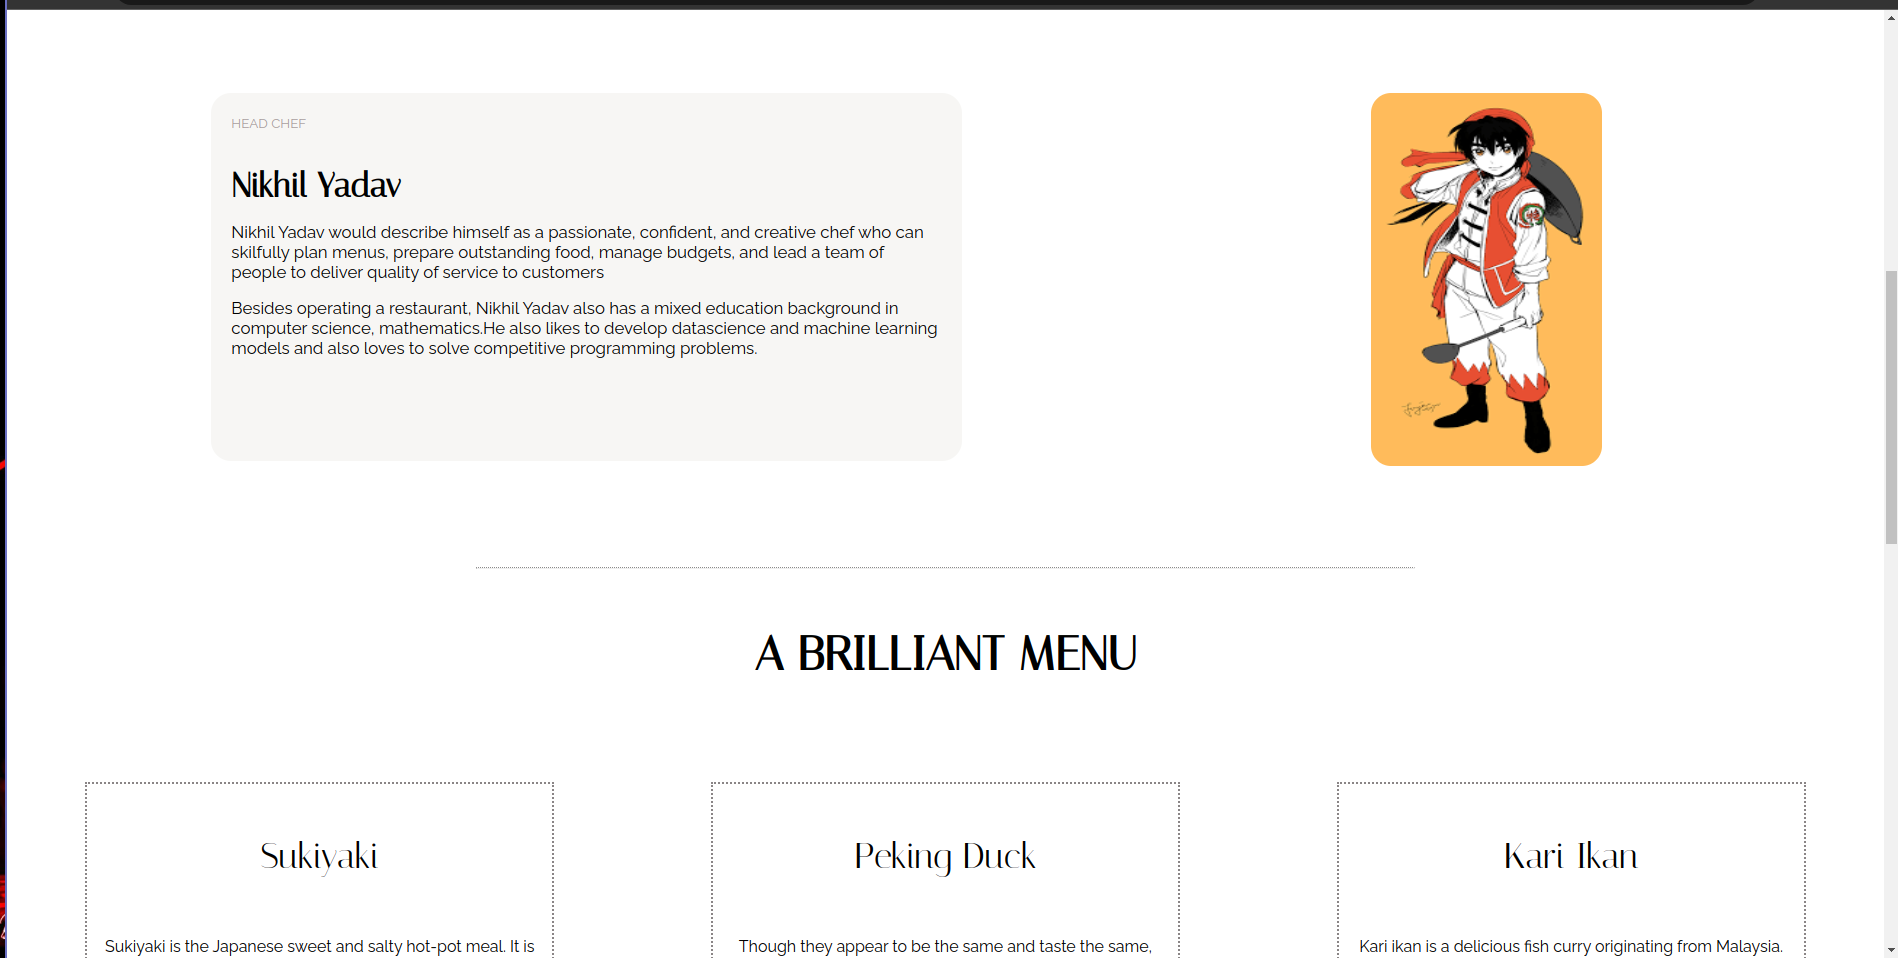 HEAD CHEF
Nikhil Yadav
Nikhil Yadav would describe himself as a passionate, confident, and creative chef who can
skilfully plan menus, prepare outstanding food, manage budgets, and lead a team of
people to deliver quality of service to customers
Besides operating a restaurant, Nikhil Yadav also has a mixed education background in
computer science, mathematics.He also likes to develop datascience and machine learning
models and also loves to solve competitive programming problems.
A BRILLIANT MENU
Sukiyaki
Peking Duck
Kari Ikan
Sukiyaki is the Japanese sweet and salty hot-pot meal. It is
Though they appear to be the same and taste the same,
Kari ikan is a delicious fish curry originating from Malaysia.